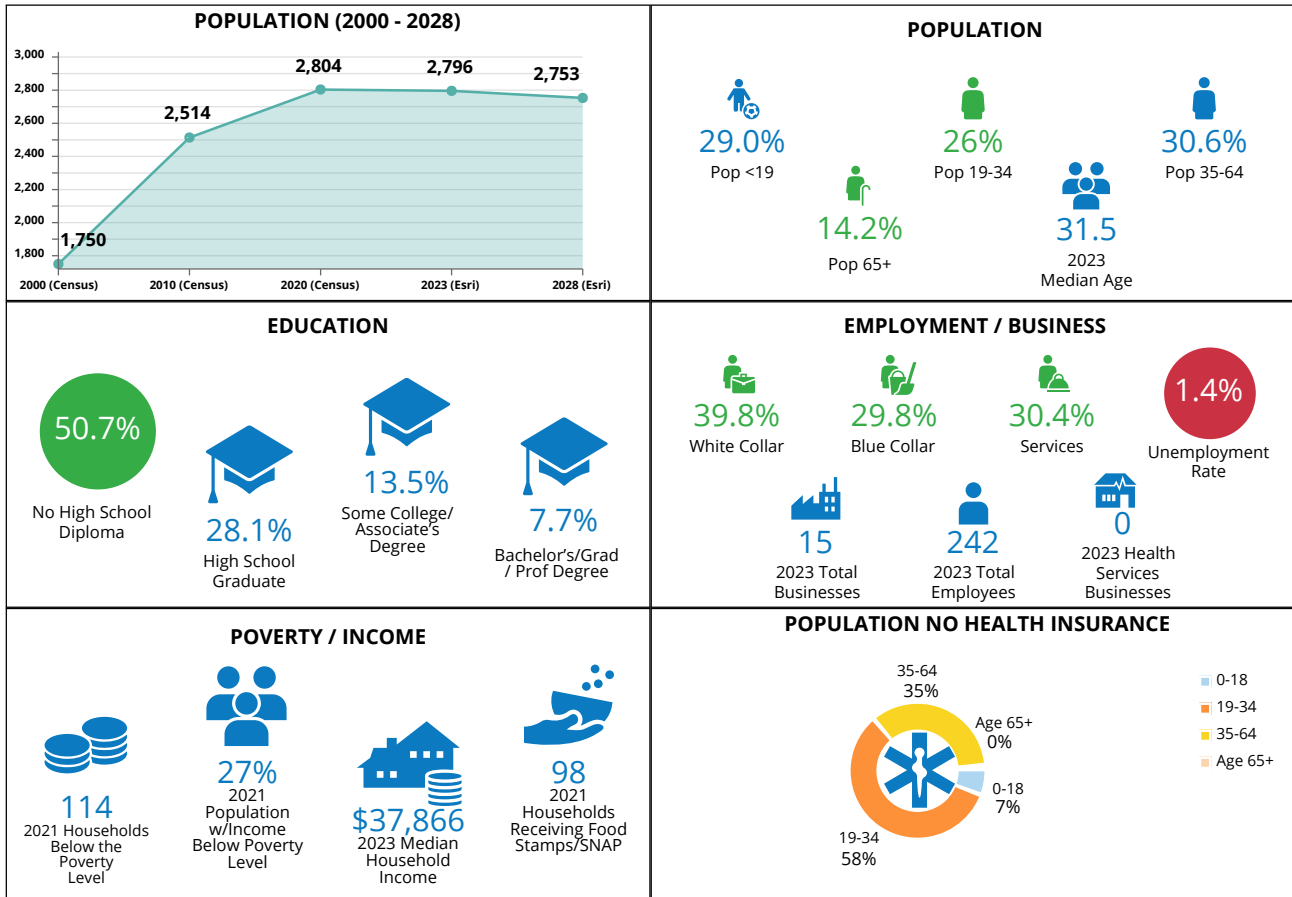 POPULATION (2000 - 2028)
3,000
2,800
2,600
2,400
2,200
2,000
1,800
1,750
2,514
2,804
2,796
2,753
2000 (Census)
2010 (Census)
2020 (Census)
2023 (Esri)
2028 (Esri)
POPULATION
29.0%
Pop <19
26%
Pop 19-34
30.6%
Pop 35-64
14.2%
Pop 65+
31.5
2023
Median Age
EDUCATION
50.7%
No High School
Diploma
28.1%
High School
Graduate
13.5%
Some College/
Associate's
Degree
7.7%
Bachelor's/Grad
/ Prof Degree
EMPLOYMENT / BUSINESS
39.8%
White Collar
29.8%
Blue Collar
30.4%
Services
1.4%
Unemployment
Rate
15
2023 Total
Businesses
242
2023 Total
Employees
0
2023 Health
Services
Businesses
POVERTY / INCOME
114
2021 Households
Below the
Poverty
Level
27%
2021
Population
w/Income
Below Poverty
Level
$37,866
2023 Median
Household
Income
98
2021
Households
Receiving Food
Stamps/SNAP
POPULATION NO HEALTH INSURANCE
35-64
35%
Age 65+
0%
0-18
7%
19-34
58%
0-18
19-34
35-64
Age 65+